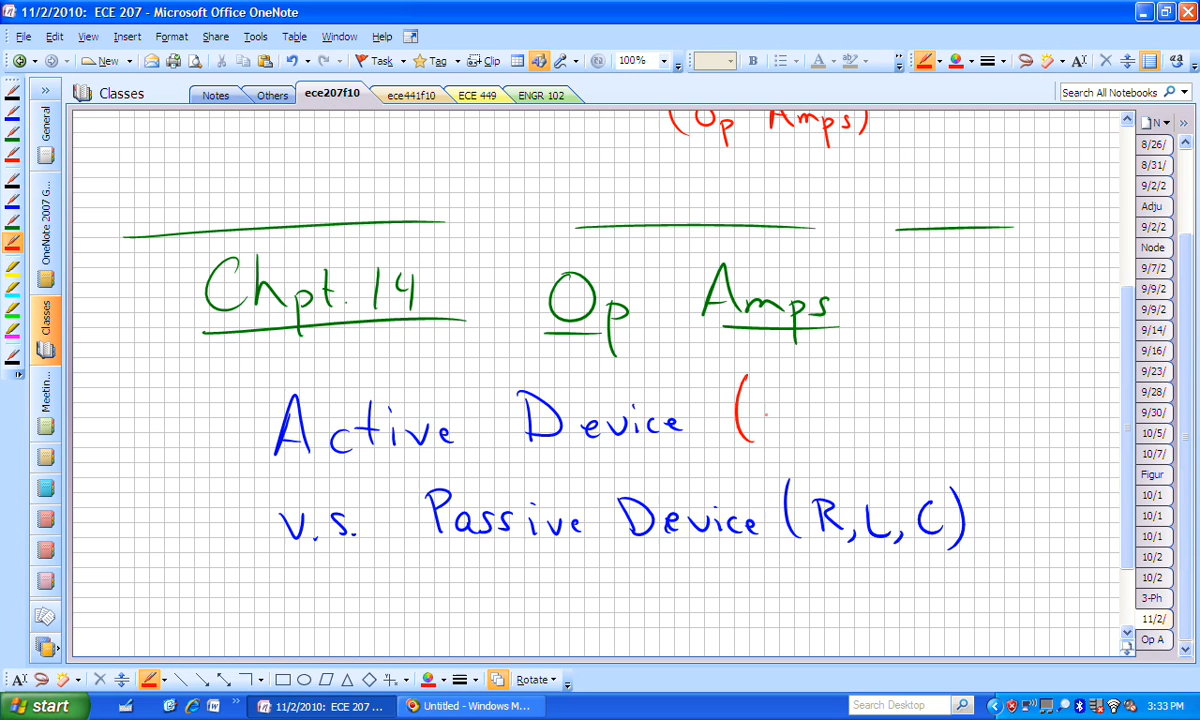 11/2/2010: ECE 207 - Microsoft Office OneNote
File Edit View Insert Format Share Tools Table Window Help
New Task Tag Clip 100% B A ab A
Classes Notes Others ece207f10 ece441f10 ECE 449 ENGR 102 Search All Notebooks
General
OneNote 2007 G...
Classes
Meetin...
(Op Amps)
Chpt. 14 Op Amps
Active Device (
v.s. Passive Device (R, L, C)
N
8/26/
8/31/
9/2/2
Adju
9/2/2
Node
9/7/2
9/9/2
9/9/2
9/14/
9/16/
9/23/
9/28/
9/30/
10/5/
10/7/
Figur
10/1
10/1
10/1
10/2
10/2
3-Ph
11/2/
Op A
Rotate
start 11/2/2010: ECE 207 ... Untitled - Windows M... Search Desktop 3:33 PM